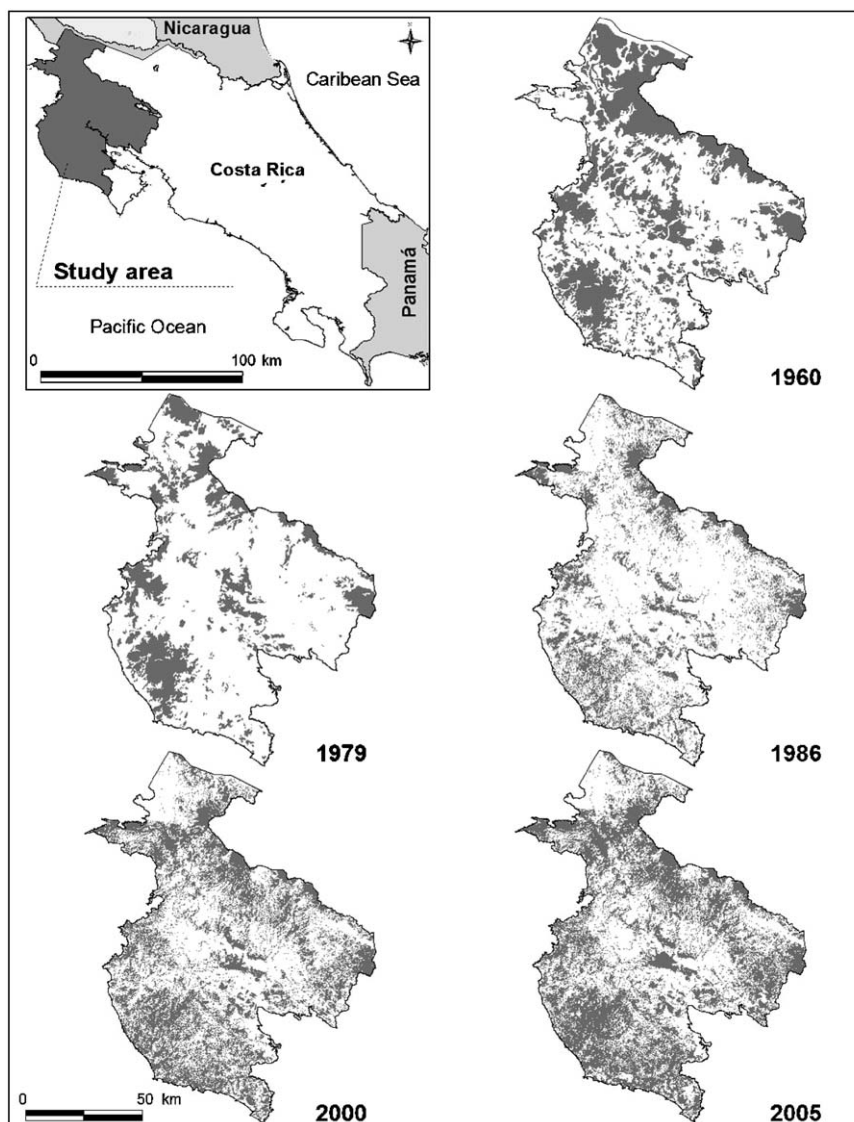 Nicaragua
N
Caribean Sea
Costa Rica
Study area
Panamá
Pacific Ocean
0 100 km
1960
1979
1986
0 50 km
2000
2005